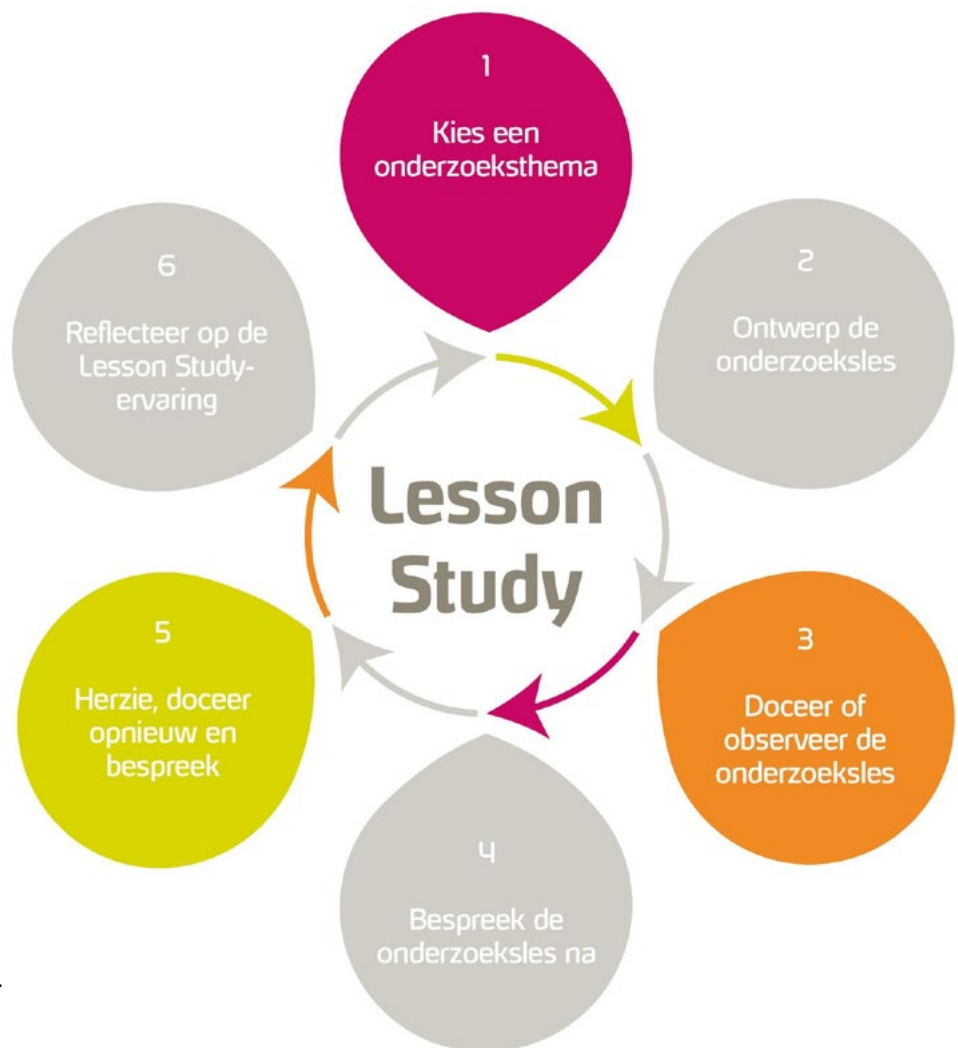 1
Kies een
onderzoeksthema
2
Ontwerp de
onderzoeksles
3
Doceer of
observeer de
onderzoeksles
4
Bespreek de
onderzoeksles na
5
Herzie, doceer
opnieuw en
bespreek
6
Reflecteer op de
Lesson Study-
ervaring
Lesson
Study
.